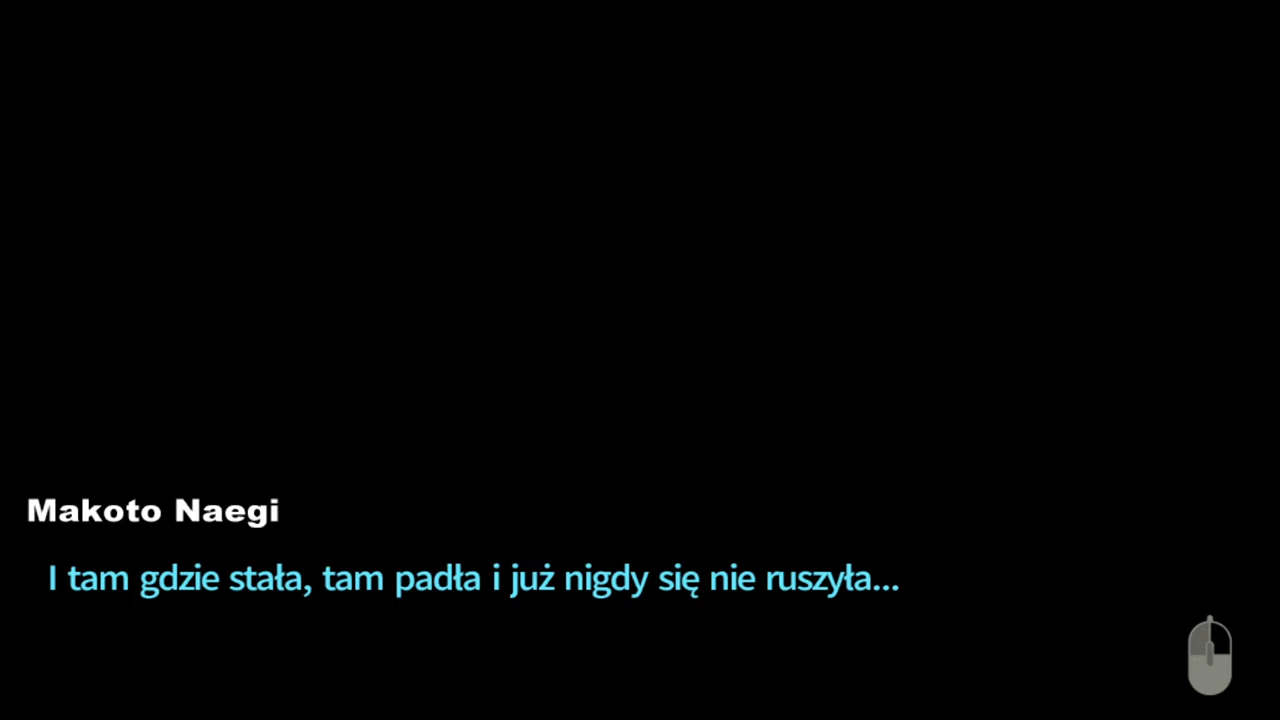 Makoto Naegi
I tam gdzie stała, tam padła i już nigdy się nie ruszyła...